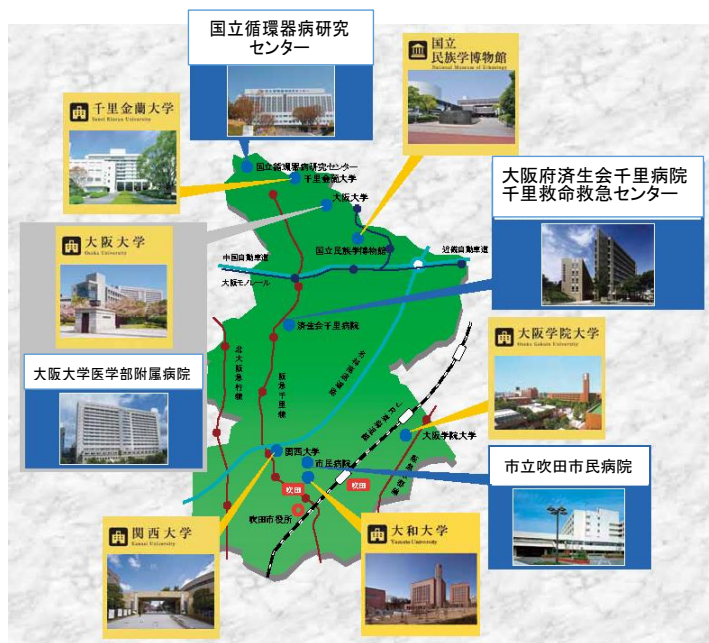 国立循環器病研究
センター
国立
民族学博物館
National Museum of Ethnology
千里金蘭大学
Senri Kinran University
国立循環器病研究センター
千里金蘭大学
大阪大学
大阪府済生会千里病院
千里救命救急センター
大阪大学
Osaka University
国立民族学博物館
中国自動車道
近畿自動車道
大阪モノレール
済生会千里病院
大阪学院大学
Osaka Gakuin University
大阪大学医学部附属病院
北大阪急行線
阪急千里線
名神高速道路
大阪学院大学
関西大学
市民病院
市立吹田市民病院
吹田
吹田
吹田市役所
関西大学
Kansai University
大和大学
Yamato University